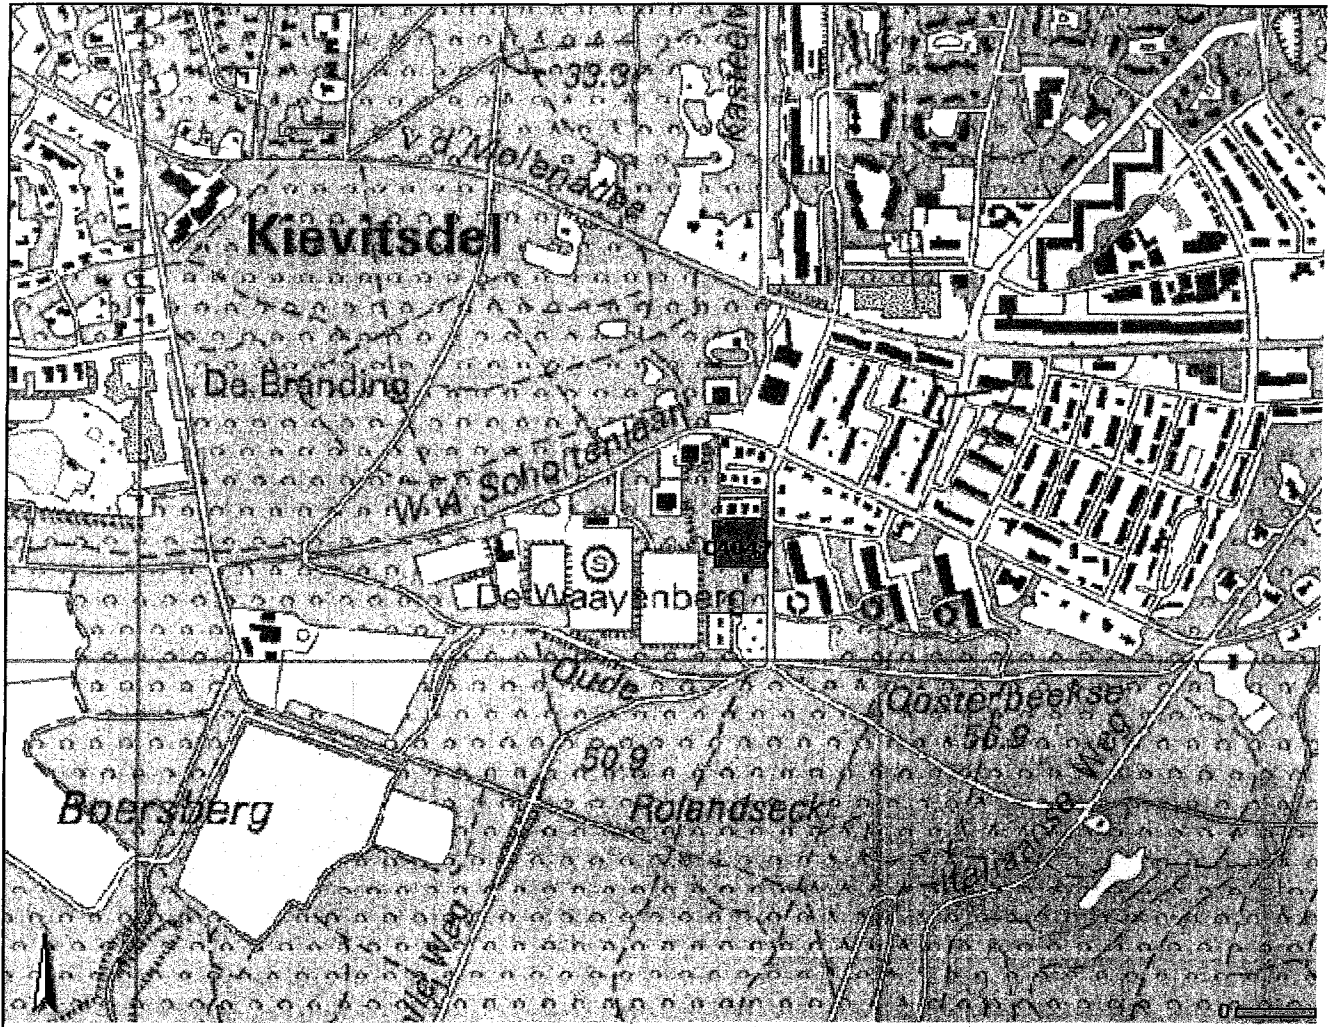 33.3
v d Molenallee
Kievitsdel
De Branding
W.A Scholtenlaan
S
De Waayenberg
Oude
Oosterbeekse
Weg
56.9
50.9
Rolandseck
Boersberg
Weg
0